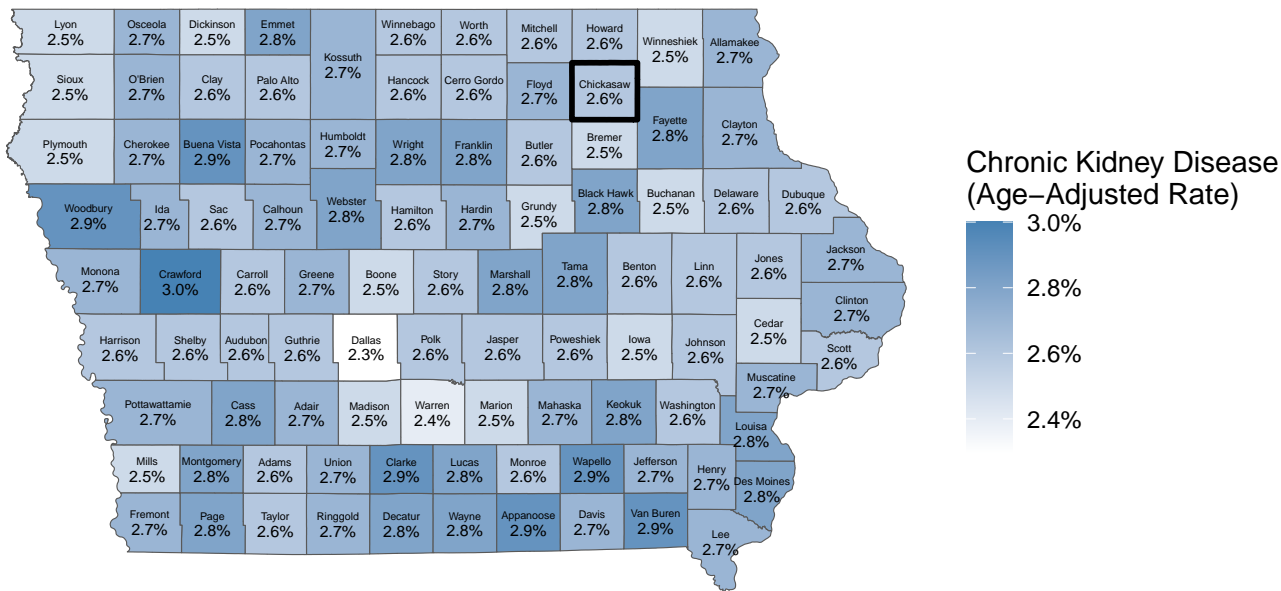 Lyon
2.5%
Osceola
2.7%
Dickinson
2.5%
Emmet
2.8%
Kossuth
2.7%
Winnebago
2.6%
Worth
2.6%
Mitchell
2.6%
Howard
2.6%
Winneshiek
2.5%
Allamakee
2.7%
Sioux
2.5%
O'Brien
2.7%
Clay
2.6%
Palo Alto
2.6%
Hancock
2.6%
Cerro Gordo
2.6%
Floyd
2.7%
Chickasaw
2.6%
Fayette
2.8%
Clayton
2.7%
Plymouth
2.5%
Cherokee
2.7%
Buena Vista
2.9%
Pocahontas
2.7%
Humboldt
2.7%
Wright
2.8%
Franklin
2.8%
Butler
2.6%
Bremer
2.5%
Woodbury
2.9%
Ida
2.7%
Sac
2.6%
Calhoun
2.7%
Webster
2.8%
Hamilton
2.6%
Hardin
2.7%
Grundy
2.5%
Black Hawk
2.8%
Buchanan
2.5%
Delaware
2.6%
Dubuque
2.6%
Monona
2.7%
Crawford
3.0%
Carroll
2.6%
Greene
2.7%
Boone
2.5%
Story
2.6%
Marshall
2.8%
Tama
2.8%
Benton
2.6%
Linn
2.6%
Jones
2.6%
Jackson
2.7%
Clinton
2.7%
Harrison
2.6%
Shelby
2.6%
Audubon
2.6%
Guthrie
2.6%
Dallas
2.3%
Polk
2.6%
Jasper
2.6%
Poweshiek
2.6%
Iowa
2.5%
Johnson
2.6%
Cedar
2.5%
Scott
2.6%
Muscatine
2.7%
Pottawattamie
2.7%
Cass
2.8%
Adair
2.7%
Madison
2.5%
Warren
2.4%
Marion
2.5%
Mahaska
2.7%
Keokuk
2.8%
Washington
2.6%
Louisa
2.8%
Mills
2.5%
Montgomery
2.8%
Adams
2.6%
Union
2.7%
Clarke
2.9%
Lucas
2.8%
Monroe
2.6%
Wapello
2.9%
Jefferson
2.7%
Henry
2.7%
Des Moines
2.8%
Fremont
2.7%
Page
2.8%
Taylor
2.6%
Ringgold
2.7%
Decatur
2.8%
Wayne
2.8%
Appanoose
2.9%
Davis
2.7%
Van Buren
2.9%
Lee
2.7%
Chronic Kidney Disease
(Age−Adjusted Rate)
3.0%
2.8%
2.6%
2.4%